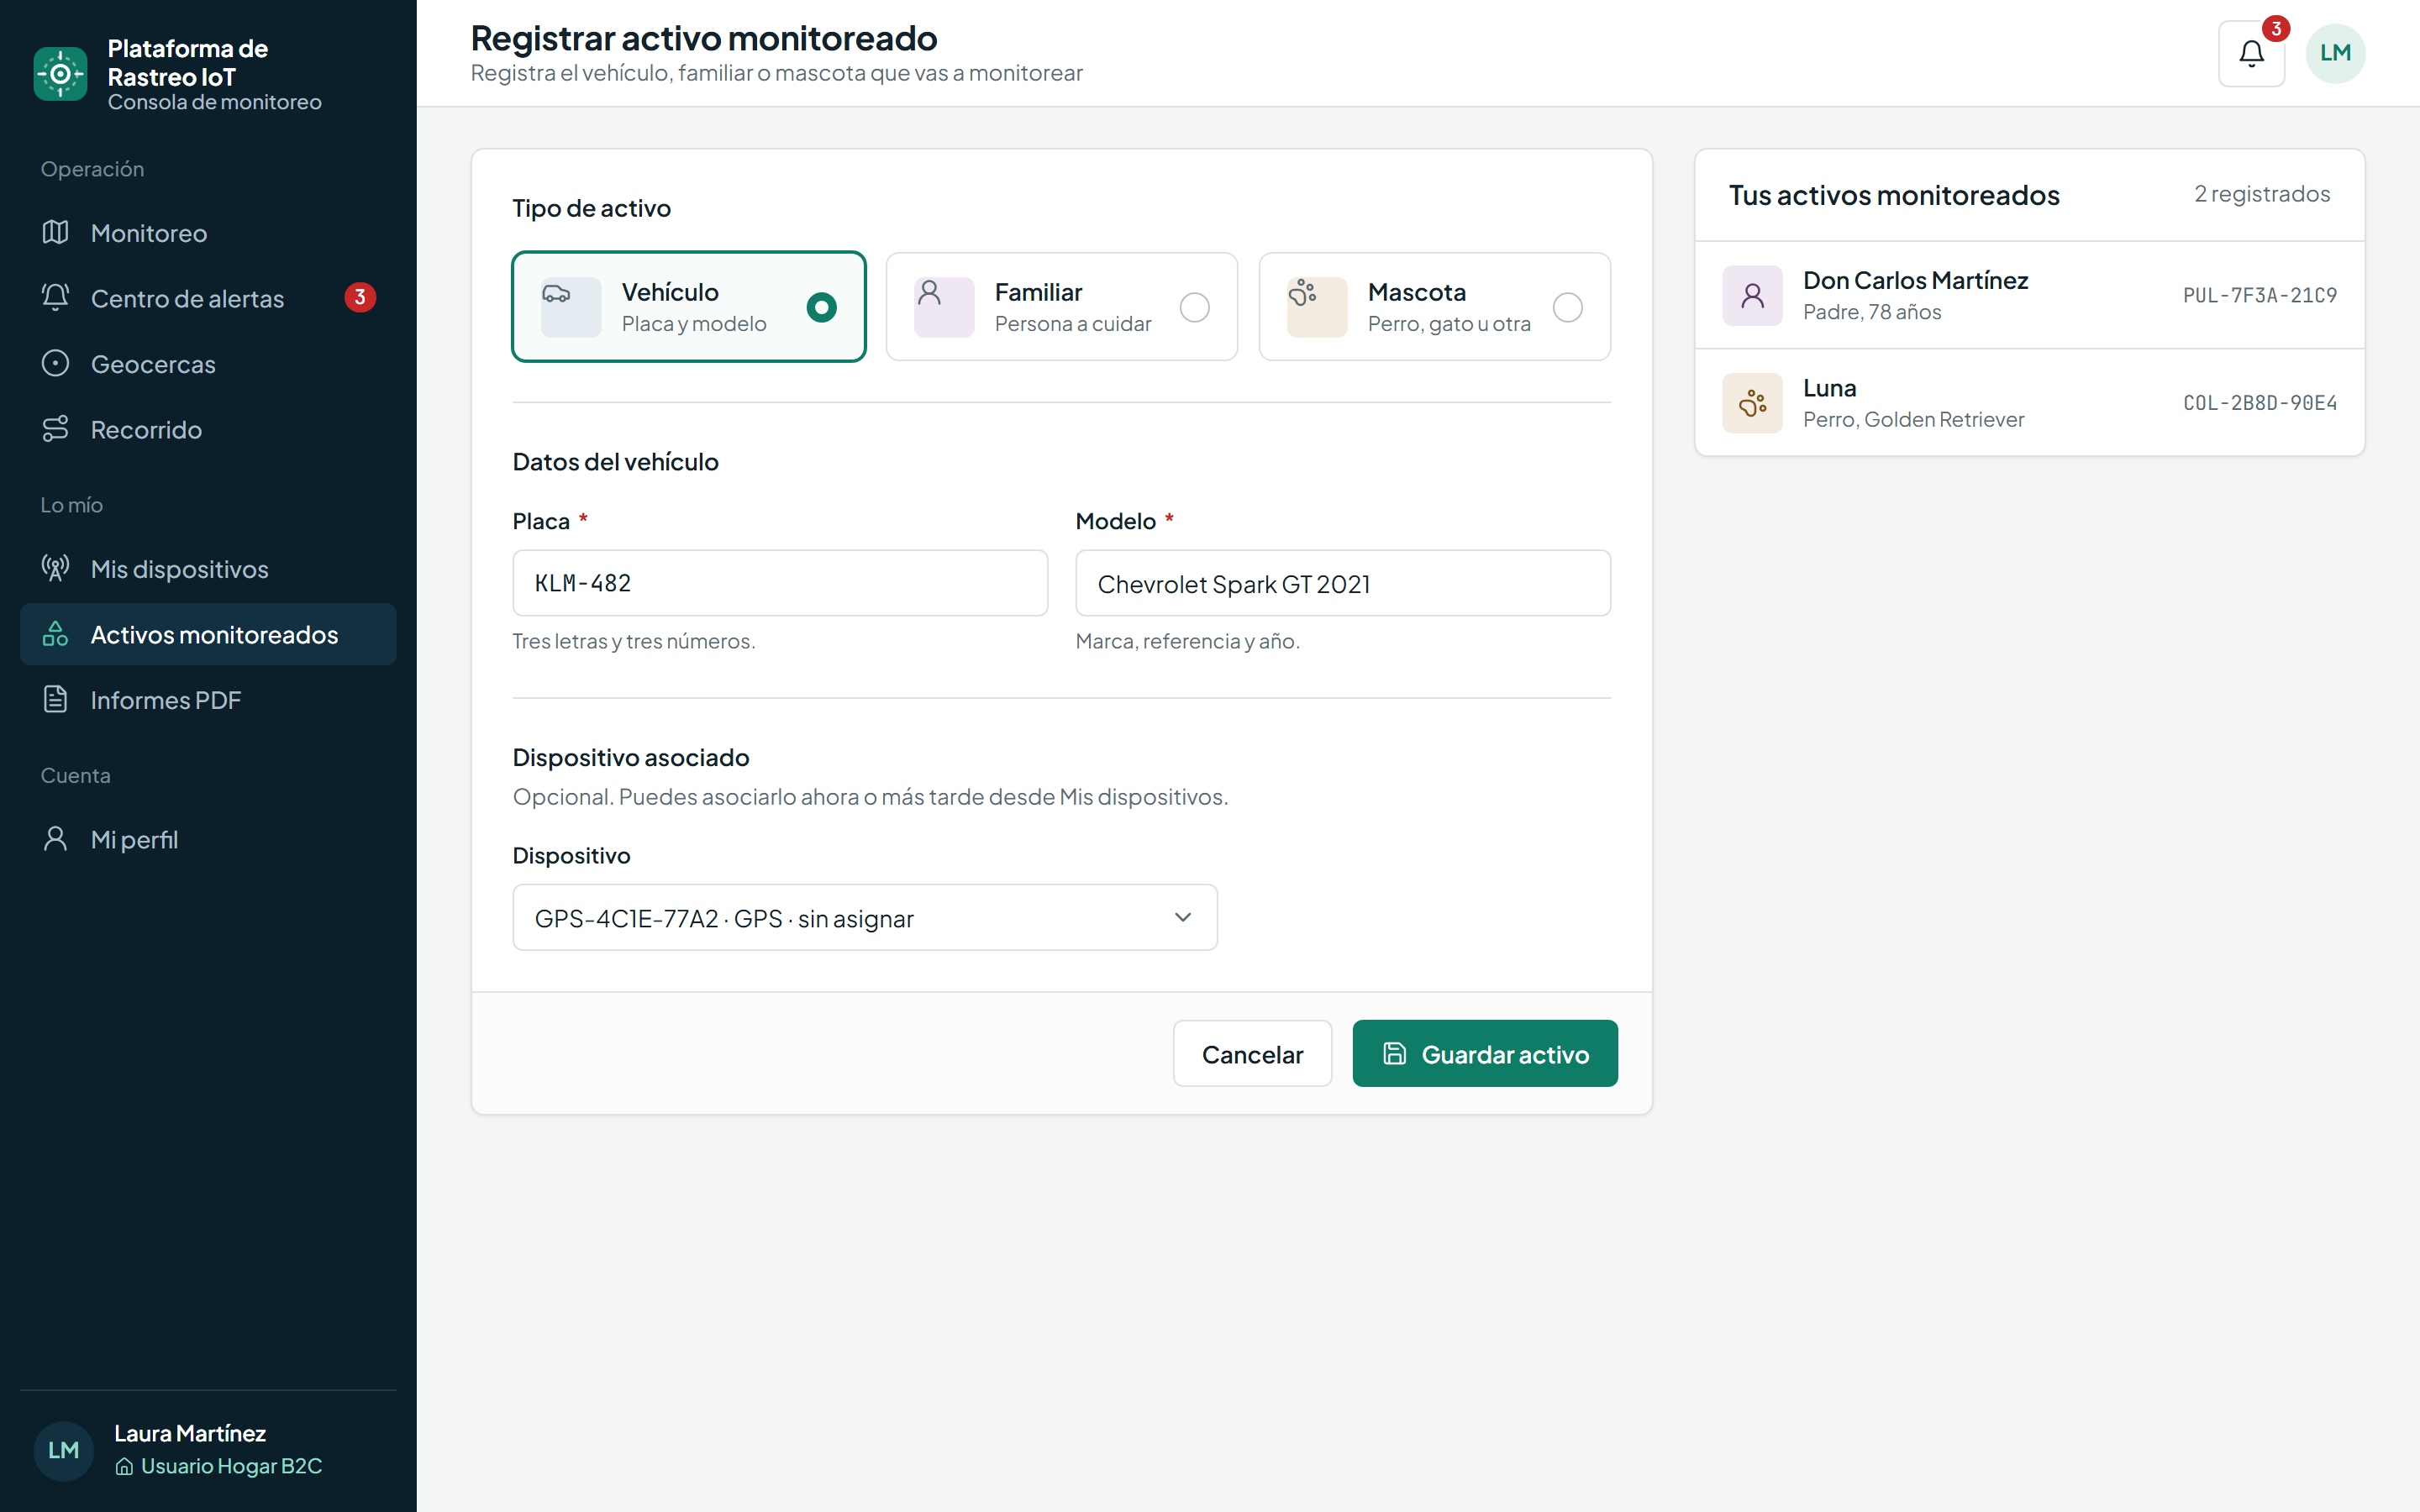 Plataforma de
Rastreo IoT
Consola de monitoreo
Operación
Monitoreo
Centro de alertas 3
Geocercas
Recorrido
Lo mío
Mis dispositivos
Activos monitoreados
Informes PDF
Cuenta
Mi perfil
LM
Laura Martínez
Usuario Hogar B2C
Registrar activo monitoreado
Registra el vehículo, familiar o mascota que vas a monitorear
3
LM
Tipo de activo
Vehículo
Placa y modelo
Familiar
Persona a cuidar
Mascota
Perro, gato u otra
Datos del vehículo
Placa *
KLM-482
Tres letras y tres números.
Modelo *
Chevrolet Spark GT 2021
Marca, referencia y año.
Dispositivo asociado
Opcional. Puedes asociarlo ahora o más tarde desde Mis dispositivos.
Dispositivo
GPS-4C1E-77A2 · GPS · sin asignar
Cancelar
Guardar activo
Tus activos monitoreados
2 registrados
Don Carlos Martínez
Padre, 78 años
PUL-7F3A-21C9
Luna
Perro, Golden Retriever
COL-2B8D-90E4